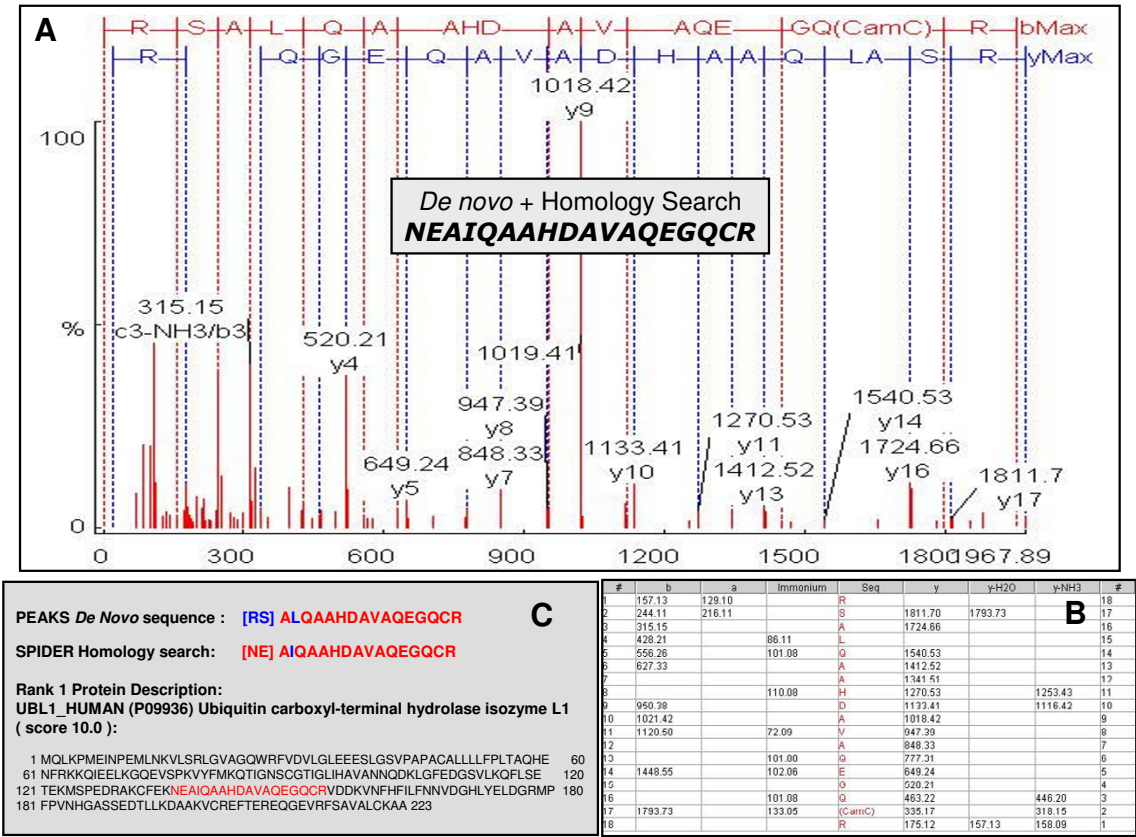 A
R S A L Q A AHD A V AQE GQ(CamC) R bMax
R Q G E Q A V A D H A A Q LA S R yMax
1018.42
y9
100
De novo + Homology Search
NEAIQAAHDAVAQEGQCR
315.15
c3-NH3/b3
%
520.21
y4
1019.41
947.39
y8
1540.53
y14
1270.53
y11
649.24
y5
848.33
y7
1133.41
y10
1412.52
y13
1724.66
y16
1811.7
y17
0
0 300 600 900 1200 1500 1800 1967.89
PEAKS De Novo sequence : [RS] ALQAAHDAVAQEGQCR
C
SPIDER Homology search: [NE] AIQAAHDAVAQEGQCR
Rank 1 Protein Description:
UBL1_HUMAN (P09936) Ubiquitin carboxyl-terminal hydrolase isozyme L1
( score 10.0 ):
1 MQLKPMEINPEMLNKVLSRLGVAGQWRFVDVLGLEEESLGSVPAPACALLLLFPLTAQHE 60
61 NFRKKQIEELKGQEVSPKVYFMKQTIGNSCGTIGLIHAVANNQDKLGFEDGSVLKQFLSE 120
121 TEKMSPEDRAKCFEKNEAIQAAHDAVAQEGQCRVDDKVNFHFILFNNVDGHLYELDGRMP 180
181 FPVNHGASSEDTLLKDAAKVCREFTEREQGEVRFSAVALCKAA 223
# b a Immonium Seq y y-H2O y-NH3 #
1 157.13 129.10 R 18
2 244.11 216.11 S 1811.70 1793.73 17
B
3 315.15 A 1724.66 16
4 428.21 86.11 L 15
5 556.26 101.08 Q 1540.53 14
6 627.33 A 1412.52 13
7 A 1341.51 12
8 110.08 H 1270.53 1253.43 11
9 950.38 D 1133.41 1116.42 10
10 1021.42 A 1018.42 9
11 1120.50 72.09 V 947.39 8
12 A 848.33 7
13 101.00 Q 777.31 6
14 1448.55 102.06 E 649.24 5
15 G 520.21 4
16 101.08 Q 463.22 446.20 3
17 1793.73 133.05 (CamC) 335.17 318.15 2
18 R 175.12 157.13 158.09 1